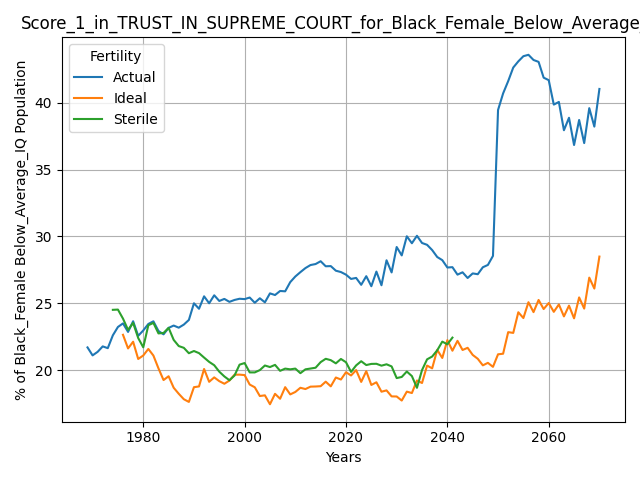 Score_1_in_TRUST_IN_SUPREME_COURT_for_Black_Female_Below_Average_
Fertility
Actual
Ideal
Sterile
% of Black_Female Below_Average_IQ Population
40
35
30
25
20
1980
2000
2020
2040
2060
Years